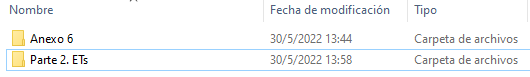 Nombre Fecha de modificación Tipo
Anexo 6 30/5/2022 13:44 Carpeta de archivos
Parte 2. ETs 30/5/2022 13:58 Carpeta de archivos